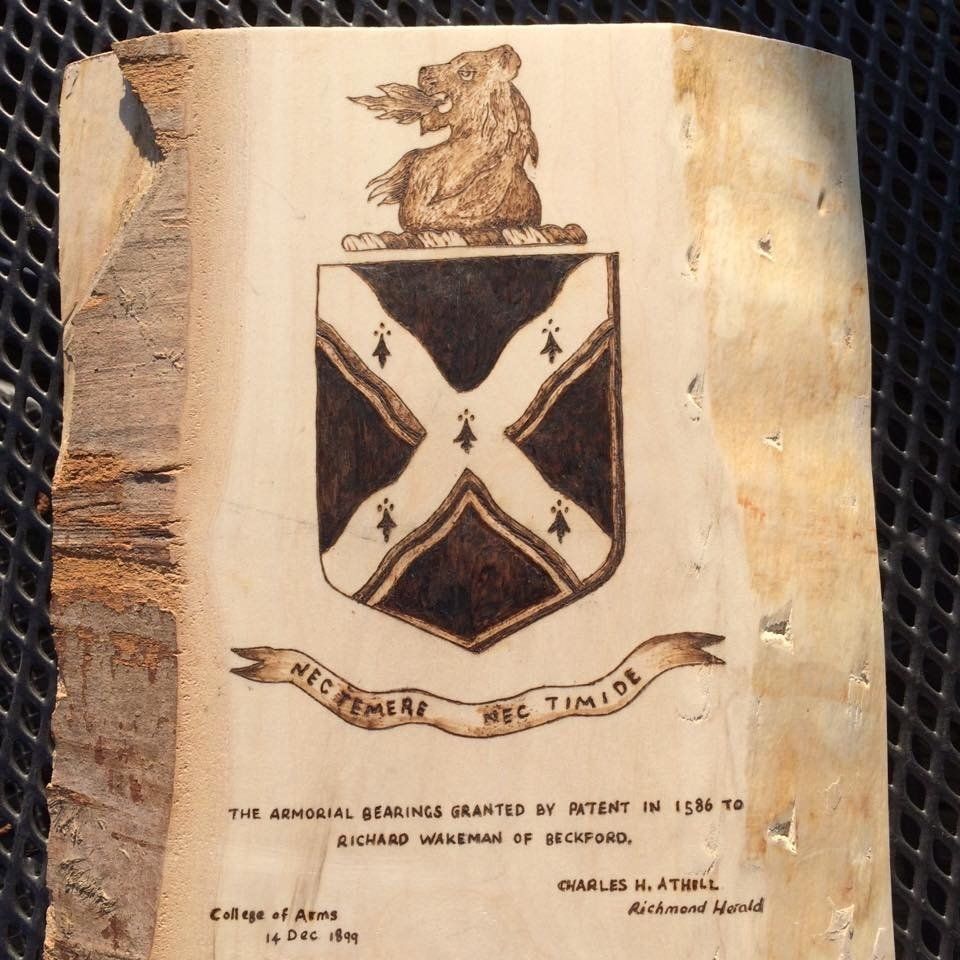 NEC TEMERE NEC TIMIDE
THE ARMORIAL BEARINGS GRANTED BY PATENT IN 1586 TO
RICHARD WAKEMAN OF BECKFORD.
CHARLES H. ATHILL
Richmond Herald
College of Arms
14 Dec 1899